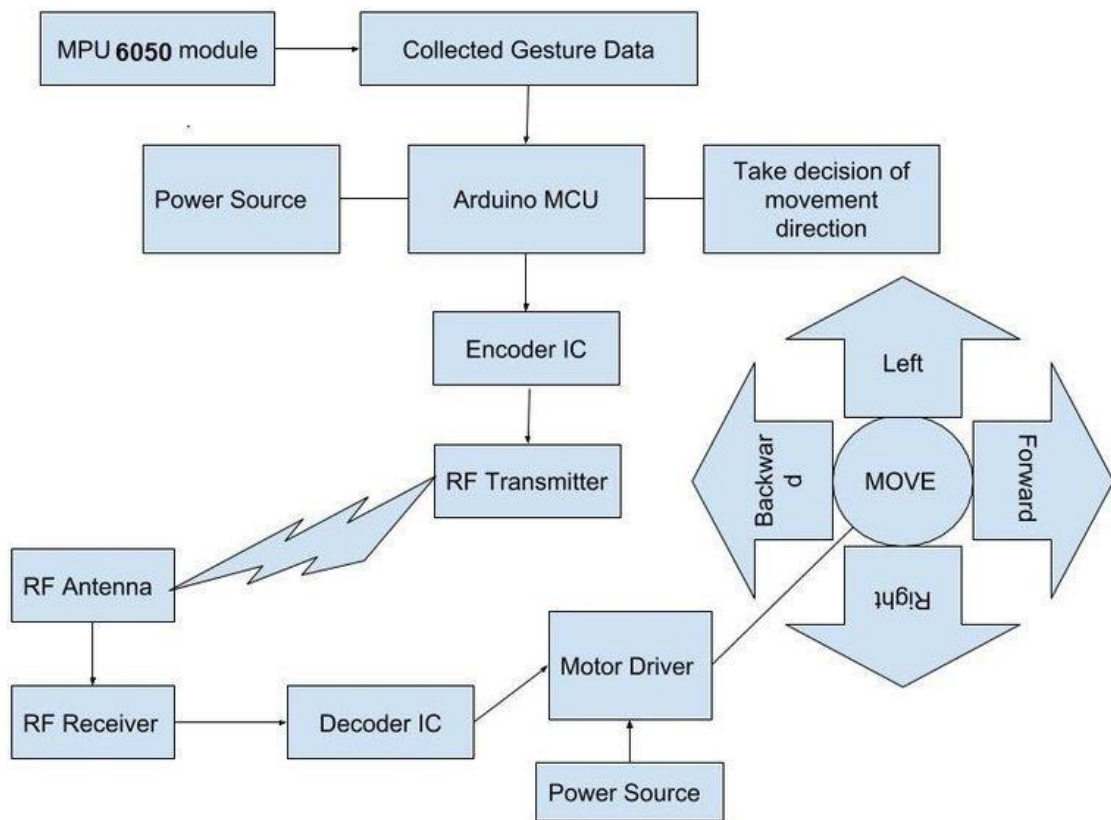 MPU 6050 module
Collected Gesture Data
Power Source
Arduino MCU
Take decision of
movement
direction
Encoder IC
Left
RF Transmitter
Backwar
d
MOVE
Forward
RF Antenna
Right
Motor Driver
RF Receiver
Decoder IC
Power Source